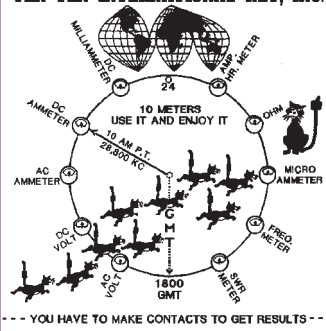 DC
MILLIAMMETER
AMP.
HR. METER
24
DC
AMMETER
10 METERS
USE IT AND ENJOY IT
OHM
10 AM P.T.
28,800 KC
AC
AMMETER
MICRO
AMMETER
GMT
DC
VOLT
FREQ.
METER
AC
VOLT
1800
GMT
SWR
METER
- - - YOU HAVE TO MAKE CONTACTS TO GET RESULTS - - -